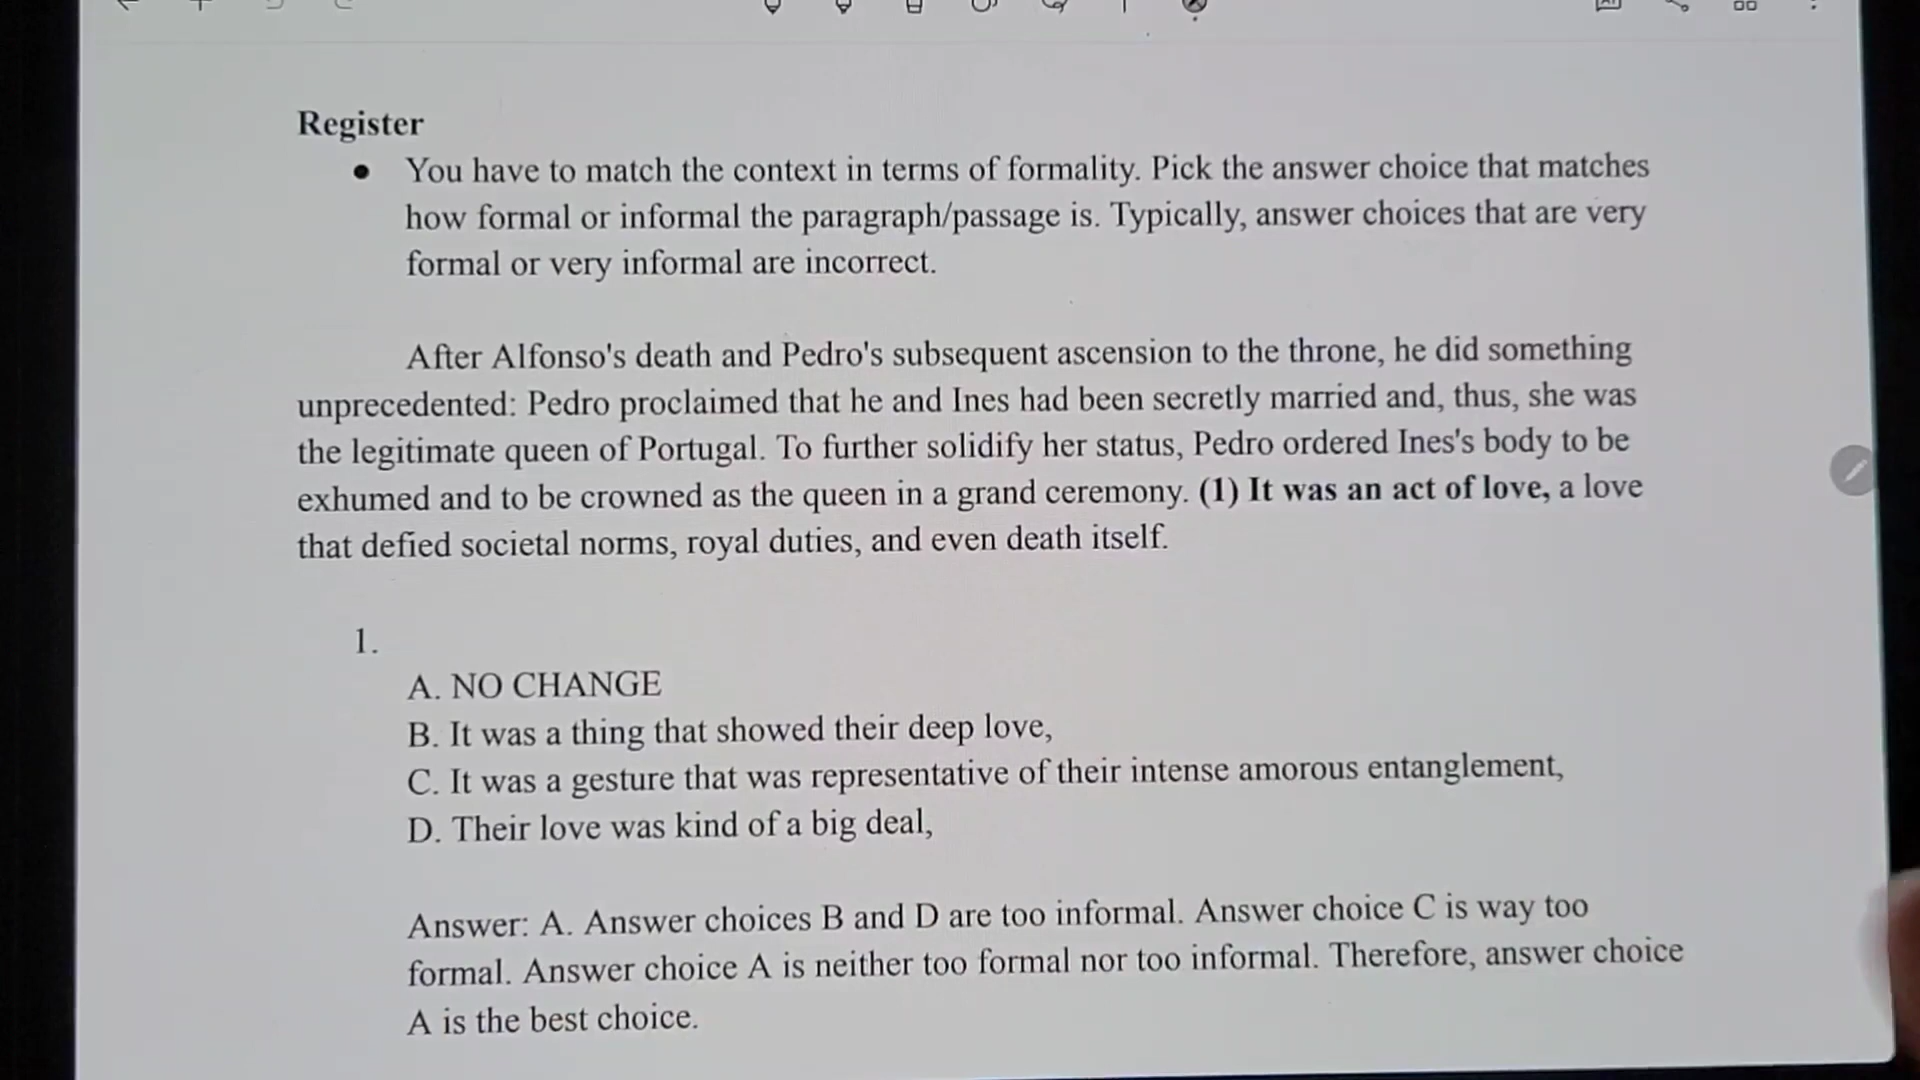 Register
• You have to match the context in terms of formality. Pick the answer choice that matches
how formal or informal the paragraph/passage is. Typically, answer choices that are very
formal or very informal are incorrect.
After Alfonso's death and Pedro's subsequent ascension to the throne, he did something
unprecedented: Pedro proclaimed that he and Ines had been secretly married and, thus, she was
the legitimate queen of Portugal. To further solidify her status, Pedro ordered Ines's body to be
exhumed and to be crowned as the queen in a grand ceremony. (1) It was an act of love, a love
that defied societal norms, royal duties, and even death itself.
1.
A. NO CHANGE
B. It was a thing that showed their deep love,
C. It was a gesture that was representative of their intense amorous entanglement,
D. Their love was kind of a big deal,
Answer: A. Answer choices B and D are too informal. Answer choice C is way too
formal. Answer choice A is neither too formal nor too informal. Therefore, answer choice
A is the best choice.